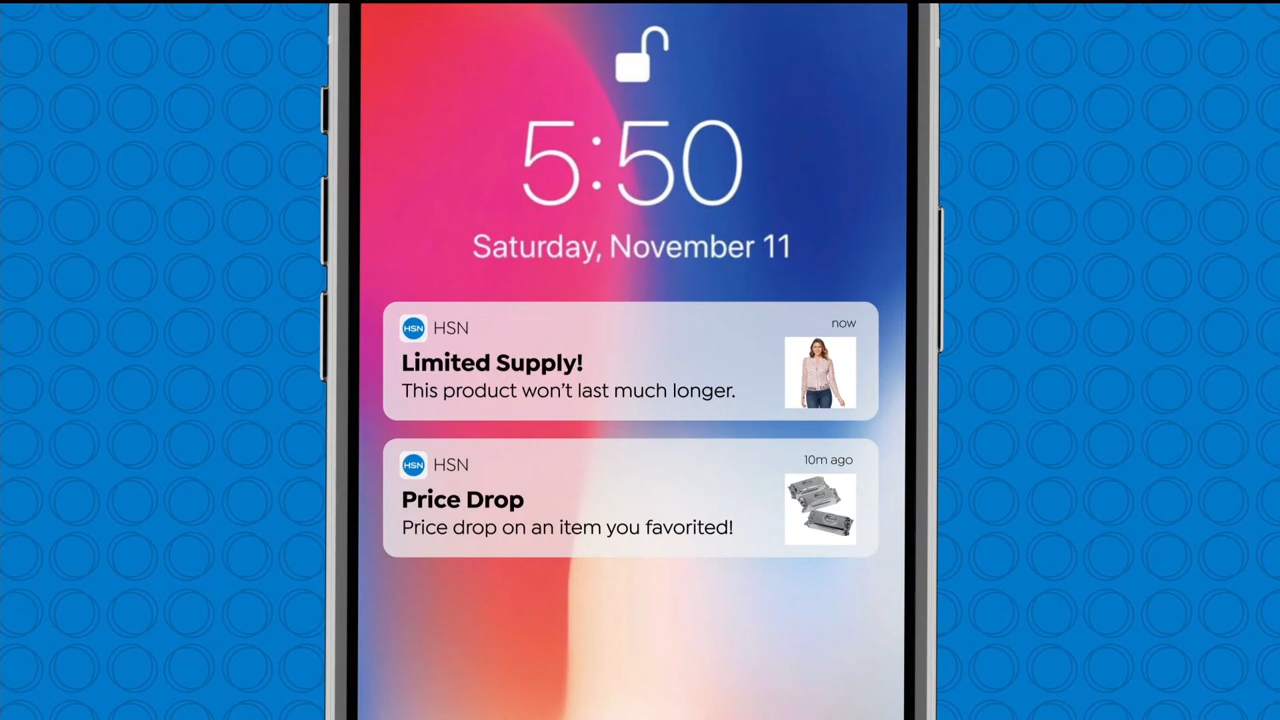 5:50
Saturday, November 11
HSN HSN now
Limited Supply!
This product won't last much longer.
HSN HSN 10m ago
Price Drop
Price drop on an item you favorited!